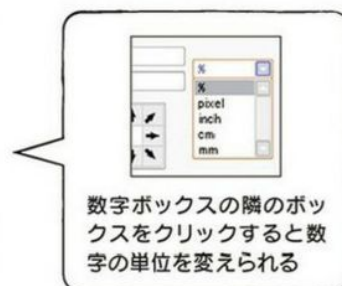 %
%
pixel
inch
cm
mm
数字ボックスの隣のボッ
クスをクリックすると数
字の単位を変えられる